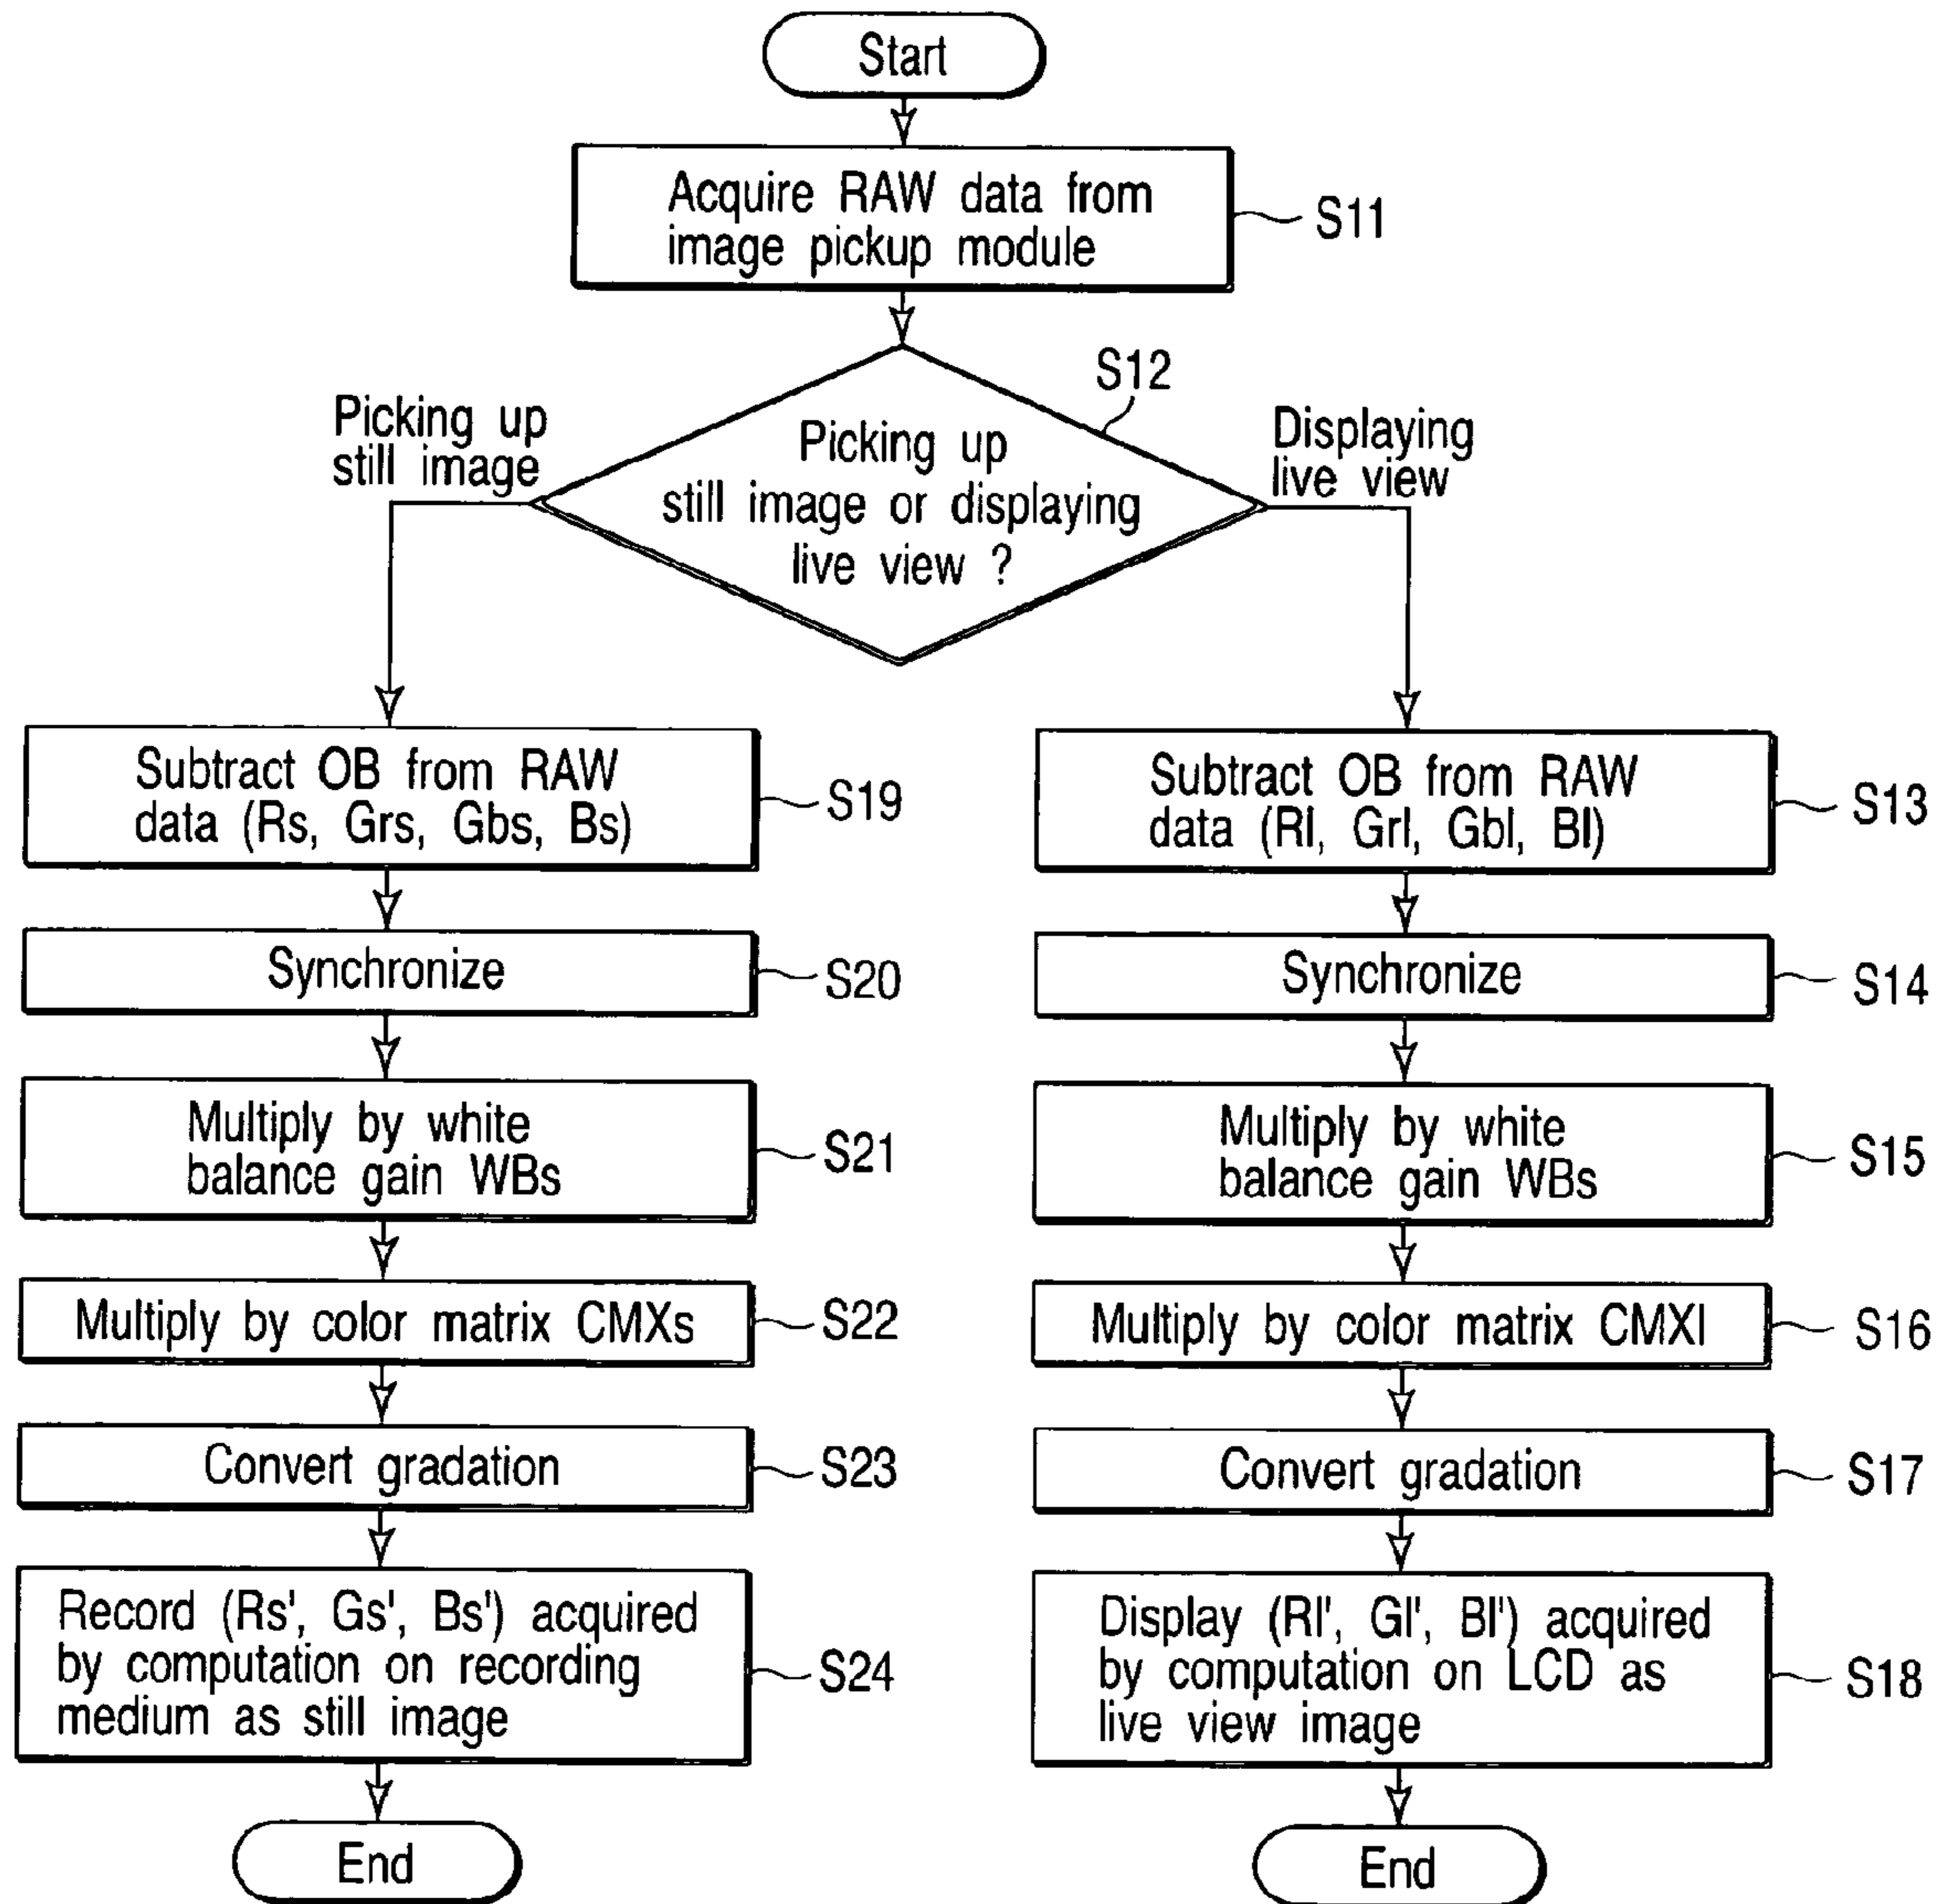 Start
Acquire RAW data from
image pickup module
S11
S12
Picking up
still image
Picking up
still image or displaying
live view ?
Displaying
live view
Subtract OB from RAW
data (Rs, Grs, Gbs, Bs)
S19
Synchronize
S20
Multiply by white
balance gain WBs
S21
Multiply by color matrix CMXs
S22
Convert gradation
S23
Record (Rs', Gs', Bs') acquired
by computation on recording
medium as still image
S24
End
Subtract OB from RAW
data (Rl, Grl, Gbl, Bl)
S13
Synchronize
S14
Multiply by white
balance gain WBs
S15
Multiply by color matrix CMXl
S16
Convert gradation
S17
Display (Rl', Gl', Bl') acquired
by computation on LCD as
live view image
S18
End